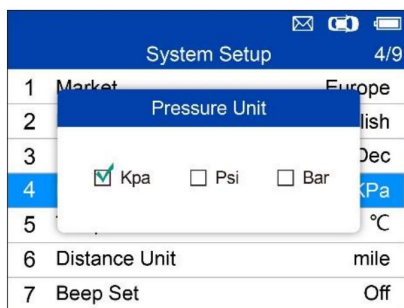 System Setup 4/9
1 Market Europe
Pressure Unit
2 lish
3 Dec
Kpa Psi Bar
4 KPa
5 °C
6 Distance Unit mile
7 Beep Set Off